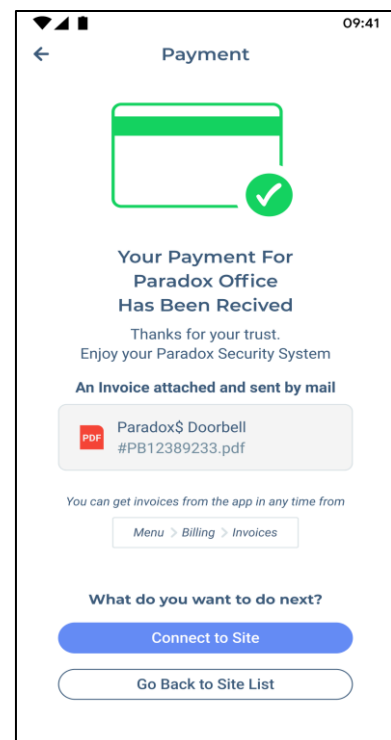 09:41
Payment
Your Payment For
Paradox Office
Has Been Recived
Thanks for your trust.
Enjoy your Paradox Security System
An Invoice attached and sent by mail
PDF
Paradox$ Doorbell
#PB12389233.pdf
You can get invoices from the app in any time from
Menu > Billing > Invoices
What do you want to do next?
Connect to Site
Go Back to Site List